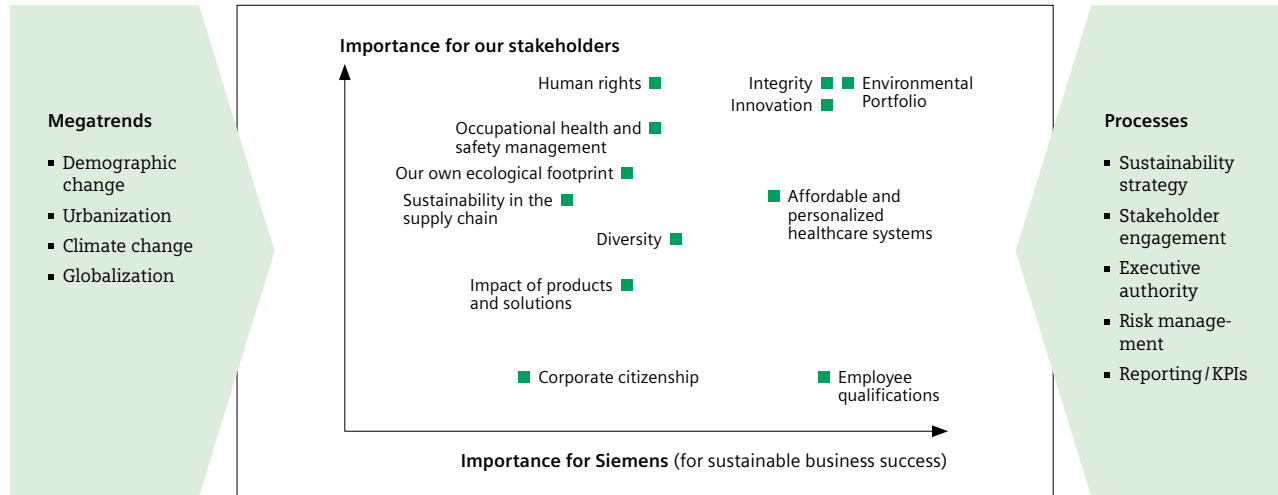 Megatrends
▪ Demographic
change
▪ Urbanization
▪ Climate change
▪ Globalization
Importance for our stakeholders
Human rights
Integrity
Environmental
Portfolio
Innovation
Occupational health and
safety management
Our own ecological footprint
Sustainability in the
supply chain
Affordable and
personalized
healthcare systems
Diversity
Impact of products
and solutions
Corporate citizenship
Employee
qualifications
Importance for Siemens (for sustainable business success)
Processes
▪ Sustainability
strategy
▪ Stakeholder
engagement
▪ Executive
authority
▪ Risk manage-
ment
▪ Reporting / KPIs